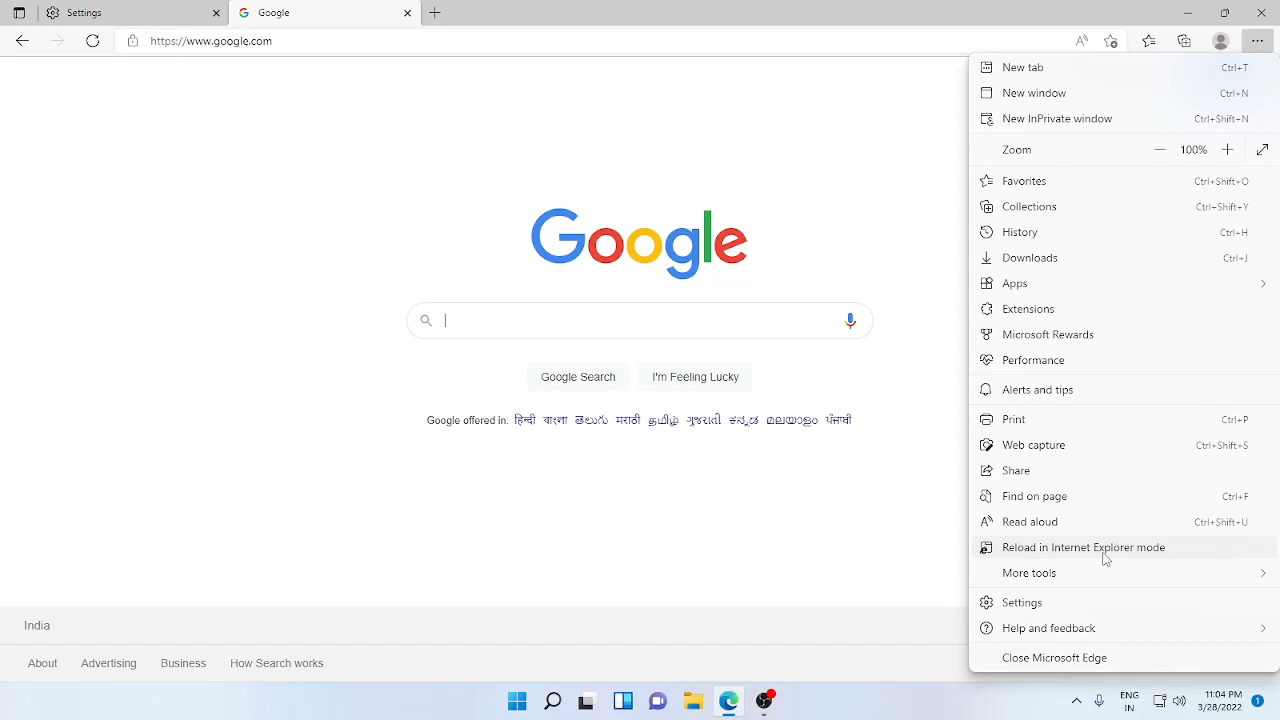 Settings
Google
https://www.google.com
New tab Ctrl+T
New window Ctrl+N
New InPrivate window Ctrl+Shift+N
Zoom 100%
Favorites Ctrl+Shift+O
Collections Ctrl+Shift+Y
History Ctrl+H
Downloads Ctrl+J
Apps
Extensions
Microsoft Rewards
Performance
Alerts and tips
Print Ctrl+P
Web capture Ctrl+Shift+S
Share
Find on page Ctrl+F
Read aloud Ctrl+Shift+U
Reload in Internet Explorer mode
More tools
Settings
Help and feedback
Close Microsoft Edge
Google
Google Search I'm Feeling Lucky
Google offered in: हिन्दी বাংলা తెలుగు मराठी தமிழ் ગુજરાતી ಕನ್ನಡ മലയാളം ਪੰਜਾਬੀ
India
About Advertising Business How Search works
ENG
IN
11:04 PM
3/28/2022
1